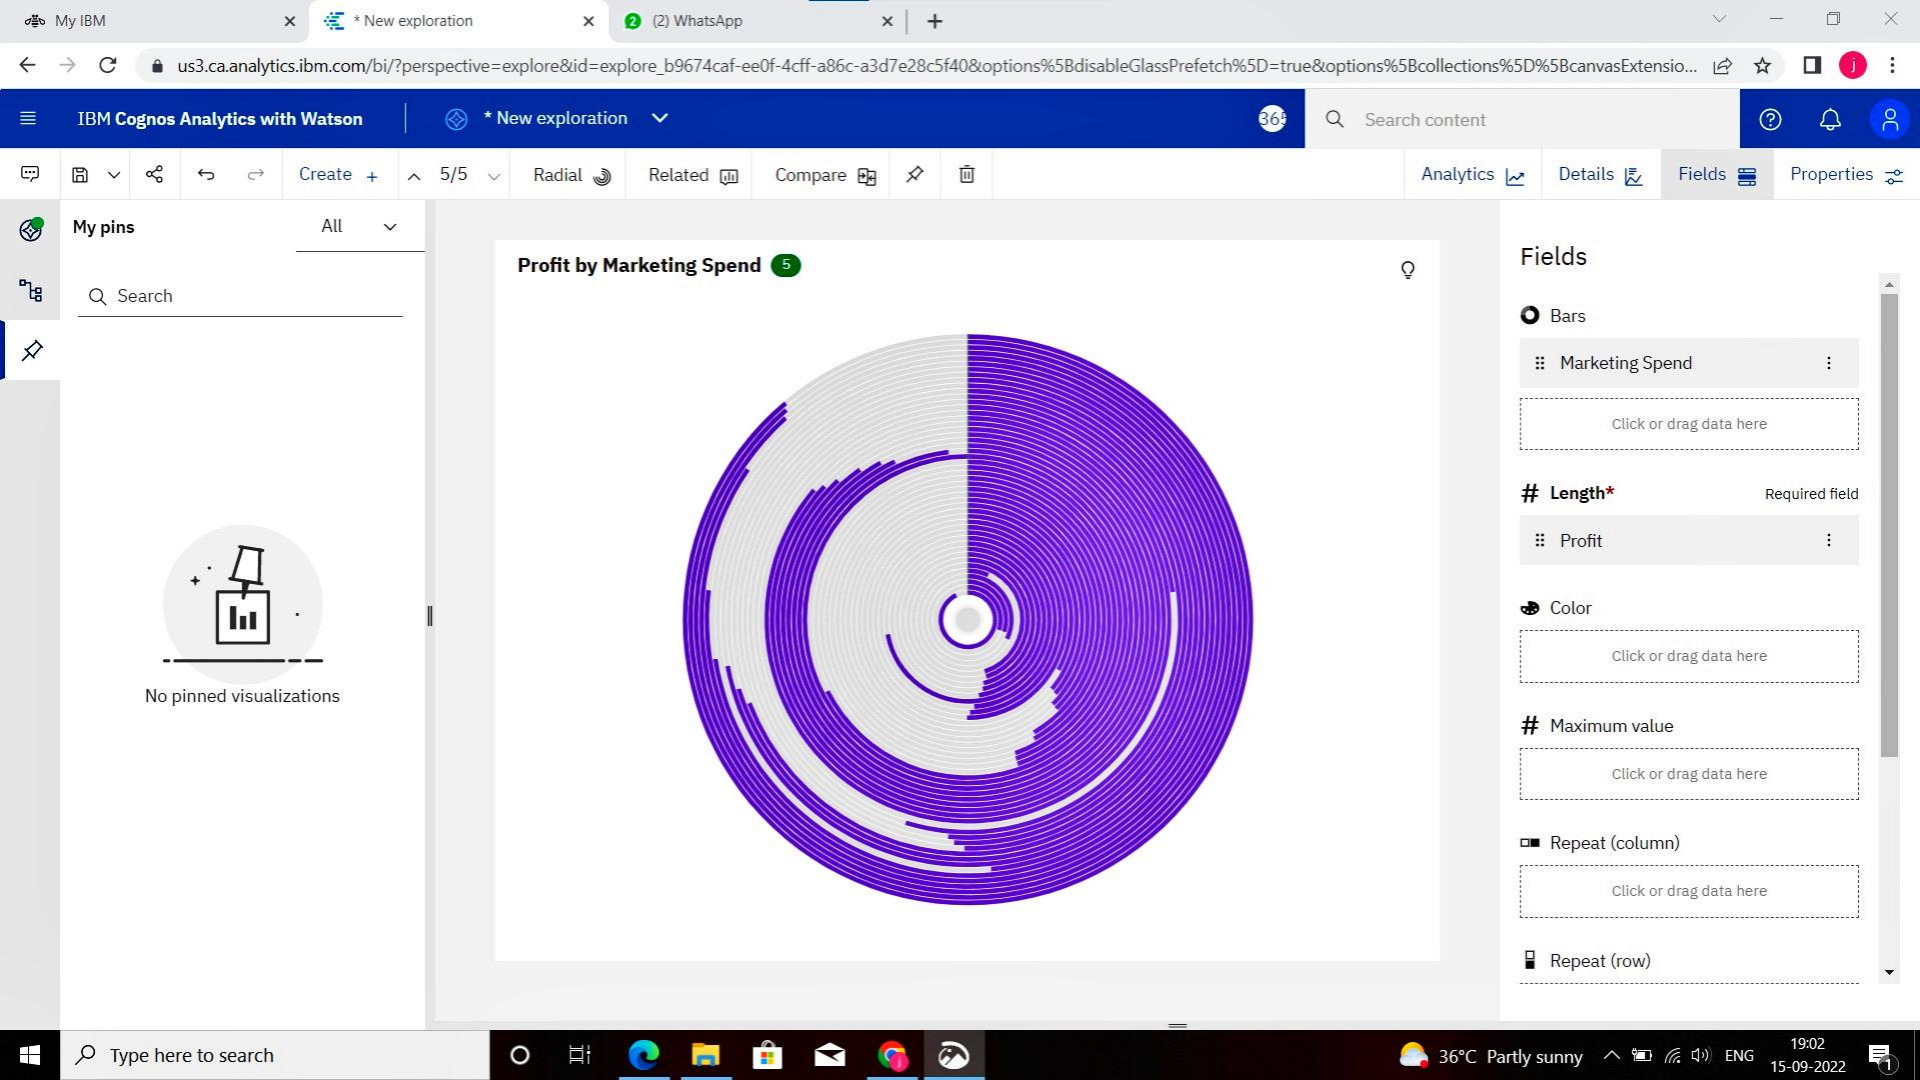 My IBM
* New exploration
2
(2) WhatsApp
us3.ca.analytics.ibm.com/bi/?perspective=explore&id=explore_b9674caf-ee0f-4cff-a86c-a3d7e28c5f40&options%5BdisableGlassPrefetch%5D=true&options%5Bcollections%5D%5BcanvasExtensio...
j
IBM Cognos Analytics with Watson
* New exploration
365
Search content
Create
5/5
Radial
Related
Compare
Analytics
Details
Fields
Properties
My pins
All
Search
No pinned visualizations
Profit by Marketing Spend 5
Fields
Bars
Marketing Spend
Click or drag data here
# Length*
Required field
Profit
Color
Click or drag data here
# Maximum value
Click or drag data here
Repeat (column)
Click or drag data here
Repeat (row)
Type here to search
36°C Partly sunny
ENG
19:02
15-09-2022
1